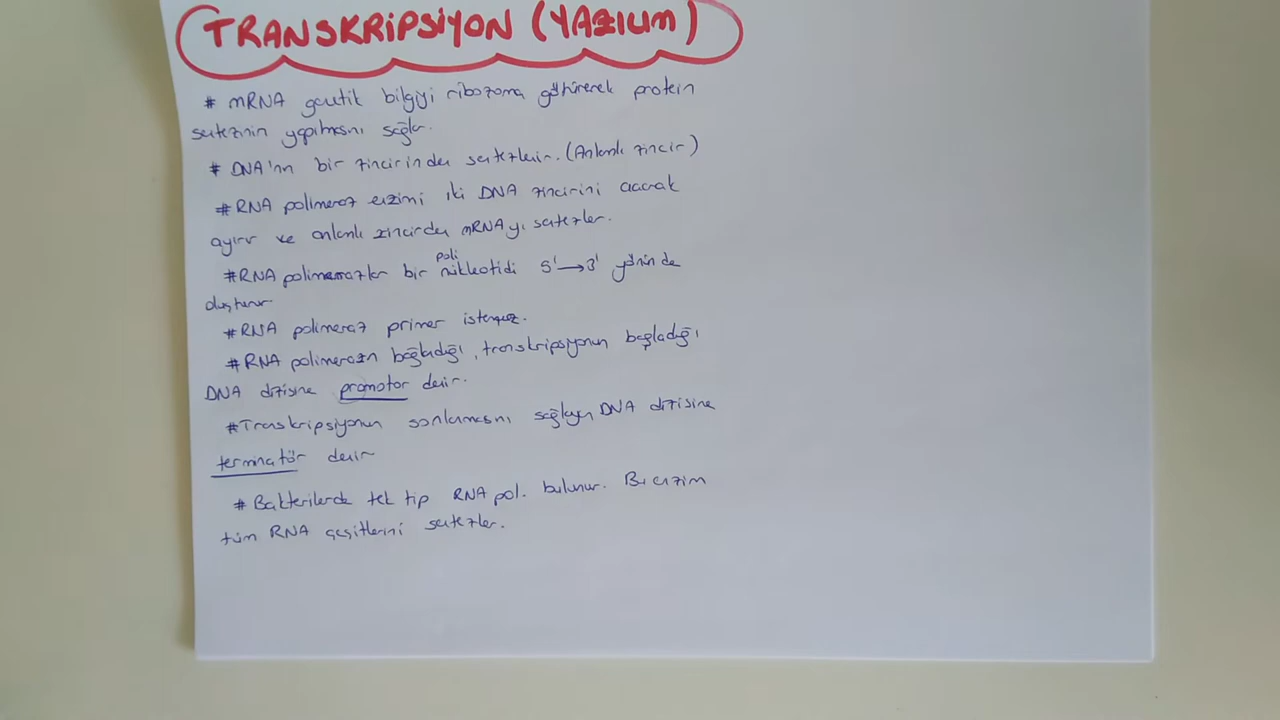 TRANSKRİPSİYON (YAZILIM)
# mRNA genetik bilgiyi ribozoma götürerek protein
sentezinin yapılmasını sağlar.
# DNA'nın bir zincirinden sentezlenir. (Anlamlı zincir)
# RNA polimeraz enzimi iki DNA zincirini açarak
ayırır ve anlamlı zincirden mRNA yı sentezler.
# RNA polimerazlar bir poli nükleotidi 5' → 3' yönünde
oluşturur.
# RNA polimeraz primer istemez.
# RNA polimerazın bağlandığı, transkripsiyonun başladığı
DNA dizisine promotor denir.
# Transkripsiyonun sonlanmasını sağlayan DNA dizisine
terminatör denir
# Bakterilerde tek tip RNA pol. bulunur. Bu enzim
tüm RNA çeşitlerini sentezler.